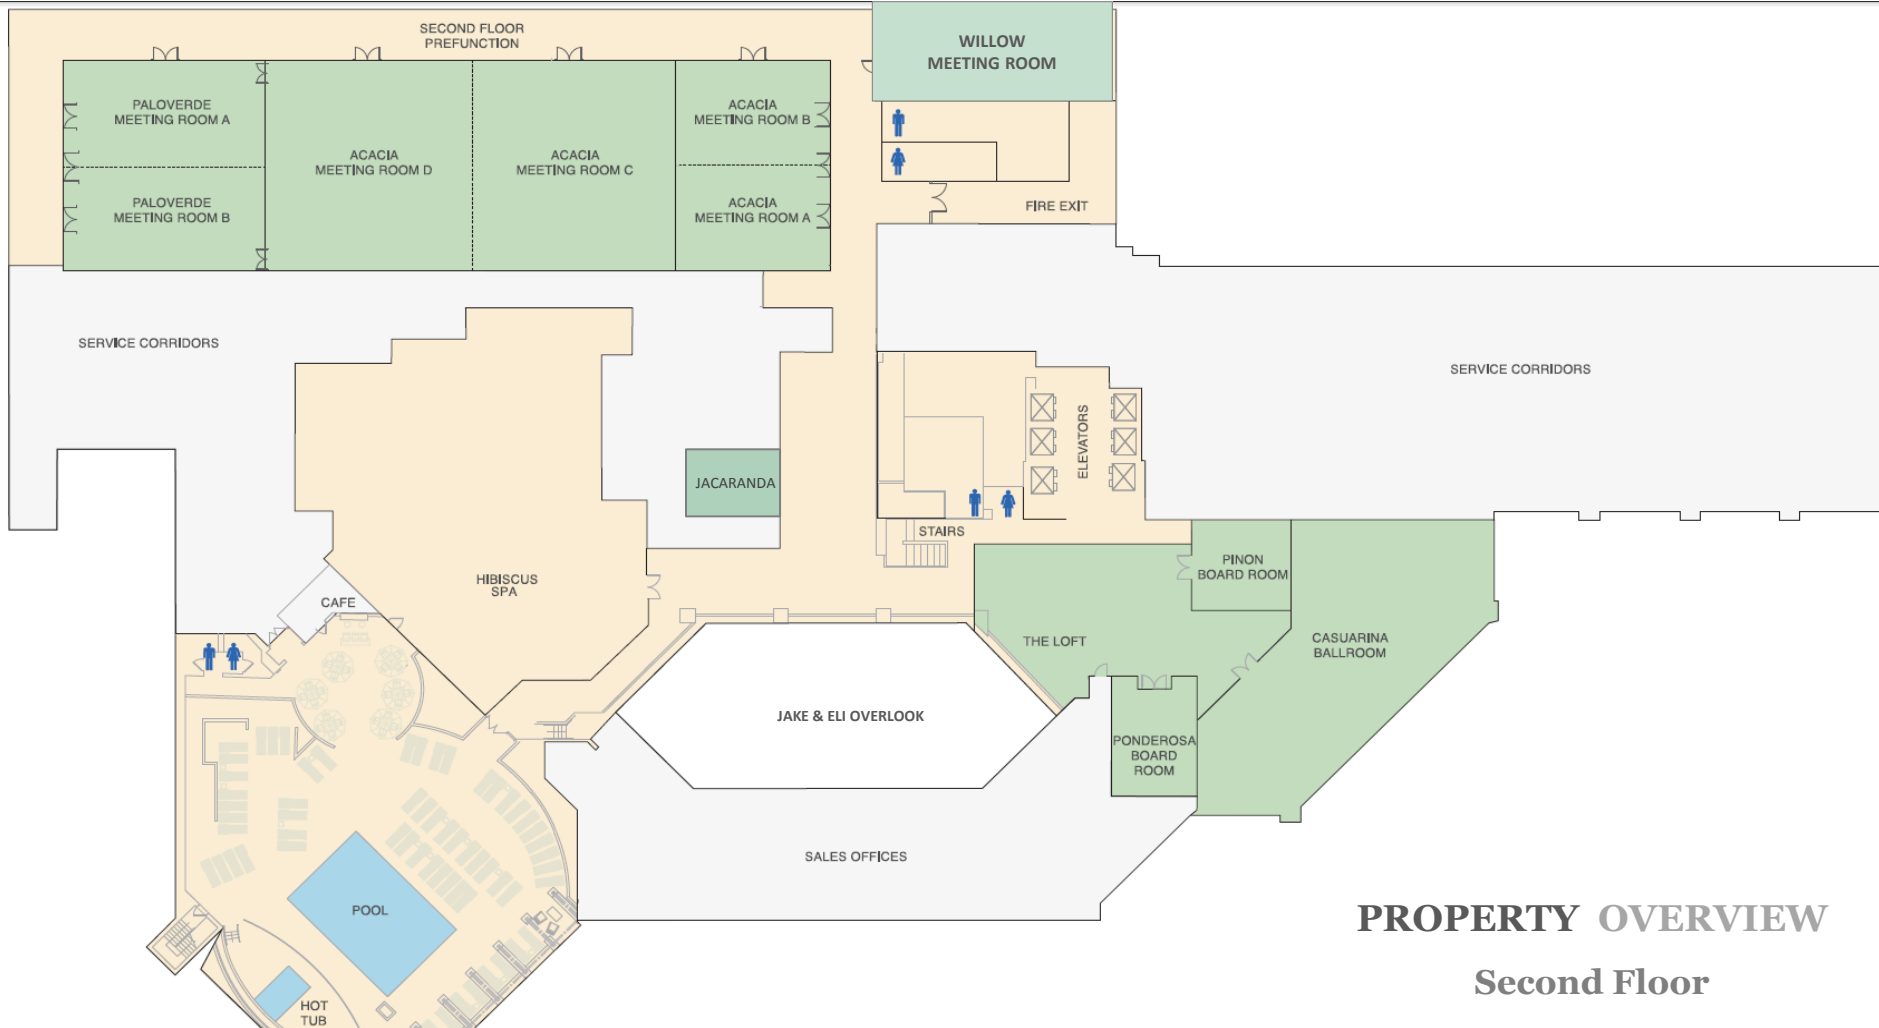 SECOND FLOOR
PREFUNCTION
WILLOW
MEETING ROOM
PALOVERDE
MEETING ROOM A
ACACIA
MEETING ROOM D
ACACIA
MEETING ROOM C
ACACIA
MEETING ROOM B
PALOVERDE
MEETING ROOM B
ACACIA
MEETING ROOM A
FIRE EXIT
SERVICE CORRIDORS
SERVICE CORRIDORS
ELEVATORS
JACARANDA
STAIRS
PINON
BOARD ROOM
HIBISCUS
SPA
CAFE
THE LOFT
CASUARINA
BALLROOM
JAKE & ELI OVERLOOK
PONDEROSA
BOARD
ROOM
SALES OFFICES
POOL
HOT
TUB
PROPERTY OVERVIEW
Second Floor